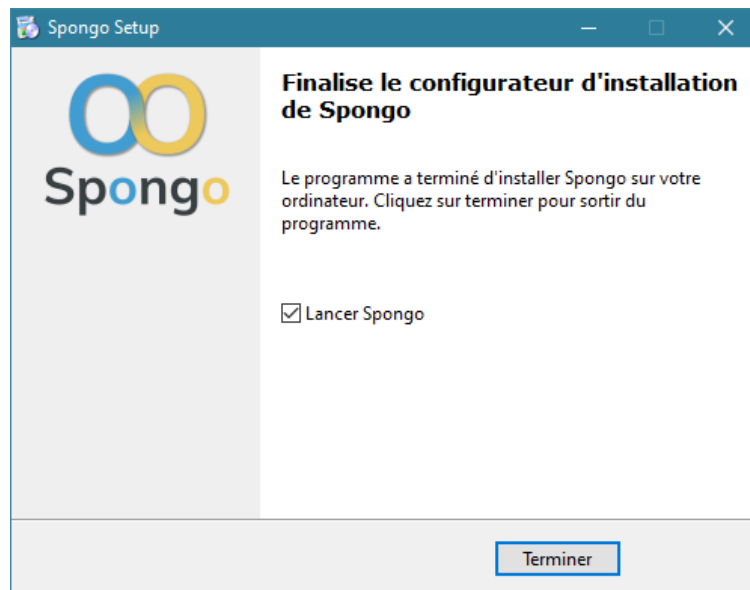 Spongo Setup
Finalise le configurateur d'installation
de Spongo
Spongo
Le programme a terminé d'installer Spongo sur votre
ordinateur. Cliquez sur terminer pour sortir du
programme.
Lancer Spongo
Terminer